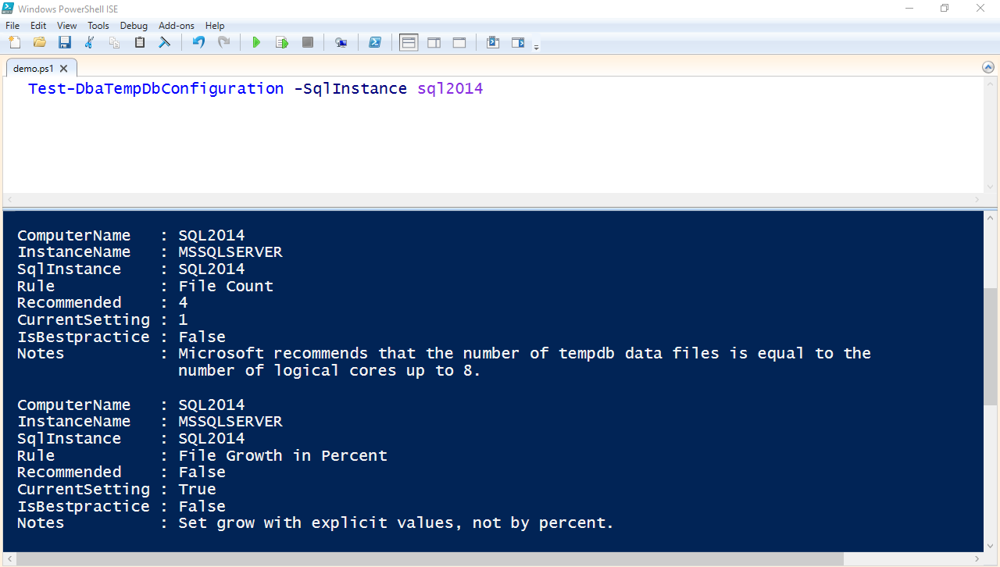 Windows PowerShell ISE
File Edit View Tools Debug Add-ons Help
demo.ps1
Test-DbaTempDbConfiguration -SqlInstance sql2014
ComputerName : SQL2014
InstanceName : MSSQLSERVER
SqlInstance : SQL2014
Rule : File Count
Recommended : 4
CurrentSetting : 1
IsBestpractice : False
Notes : Microsoft recommends that the number of tempdb data files is equal to the
number of logical cores up to 8.
ComputerName : SQL2014
InstanceName : MSSQLSERVER
SqlInstance : SQL2014
Rule : File Growth in Percent
Recommended : False
CurrentSetting : True
IsBestpractice : False
Notes : Set grow with explicit values, not by percent.